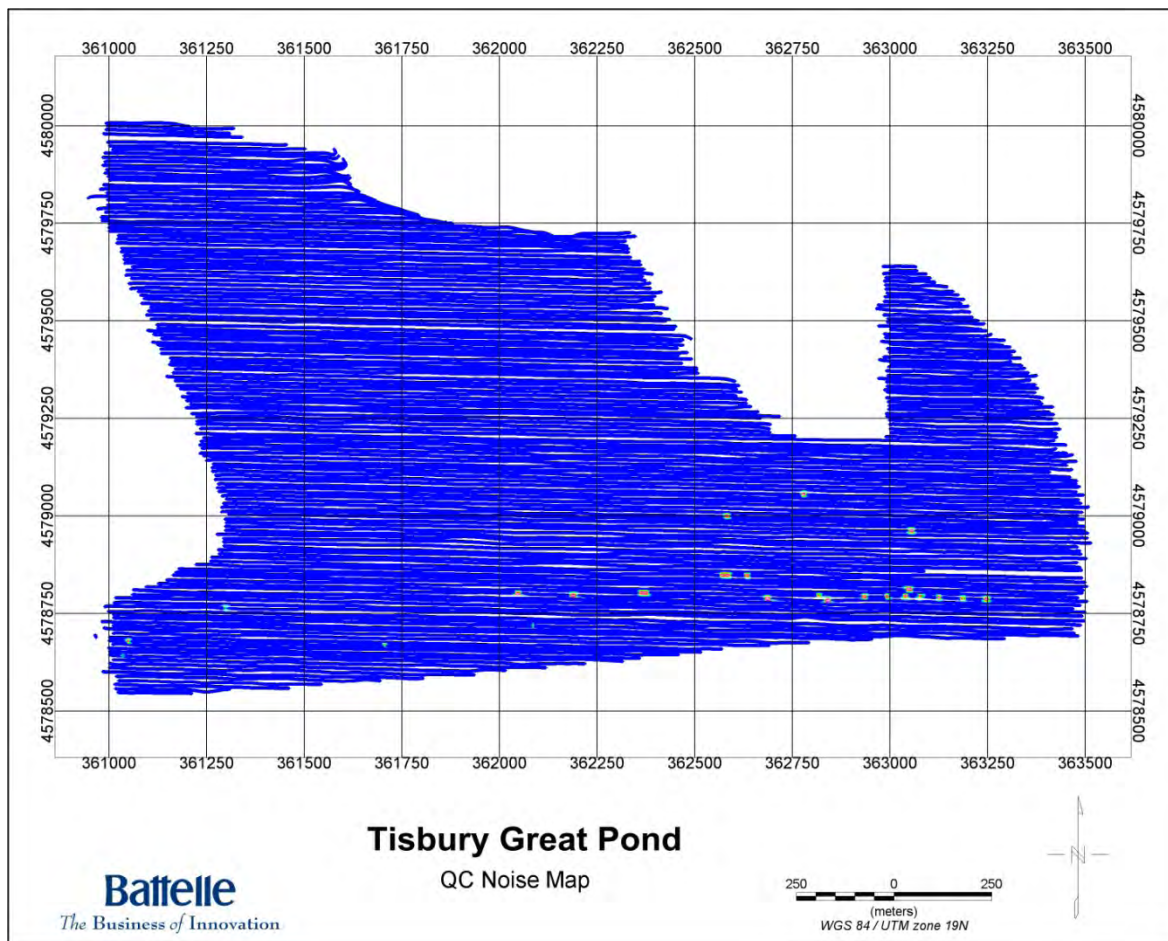 361000 361250 361500 361750 362000 362250 362500 362750 363000 363250 363500
4580000 4580000
4579750 4579750
4579500 4579500
4579250 4579250
4579000 4579000
4578750 4578750
4578500 4578500
361000 361250 361500 361750 362000 362250 362500 362750 363000 363250 363500
Tisbury Great Pond
QC Noise Map
Battelle
The Business of Innovation
N
250 0 250
(meters)
WGS 84 / UTM zone 19N